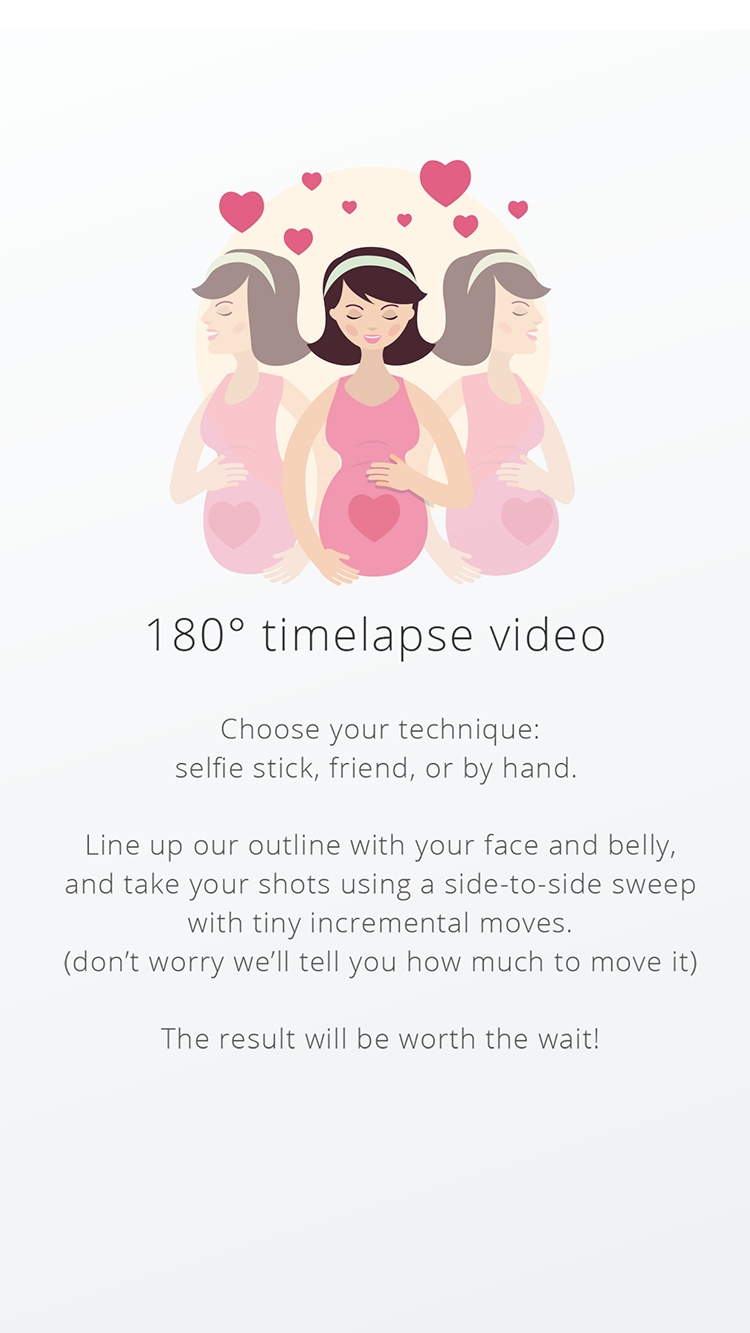 180° timelapse video
Choose your technique:
selfie stick, friend, or by hand.
Line up our outline with your face and belly,
and take your shots using a side-to-side sweep
with tiny incremental moves.
(don’t worry we’ll tell you how much to move it)
The result will be worth the wait!